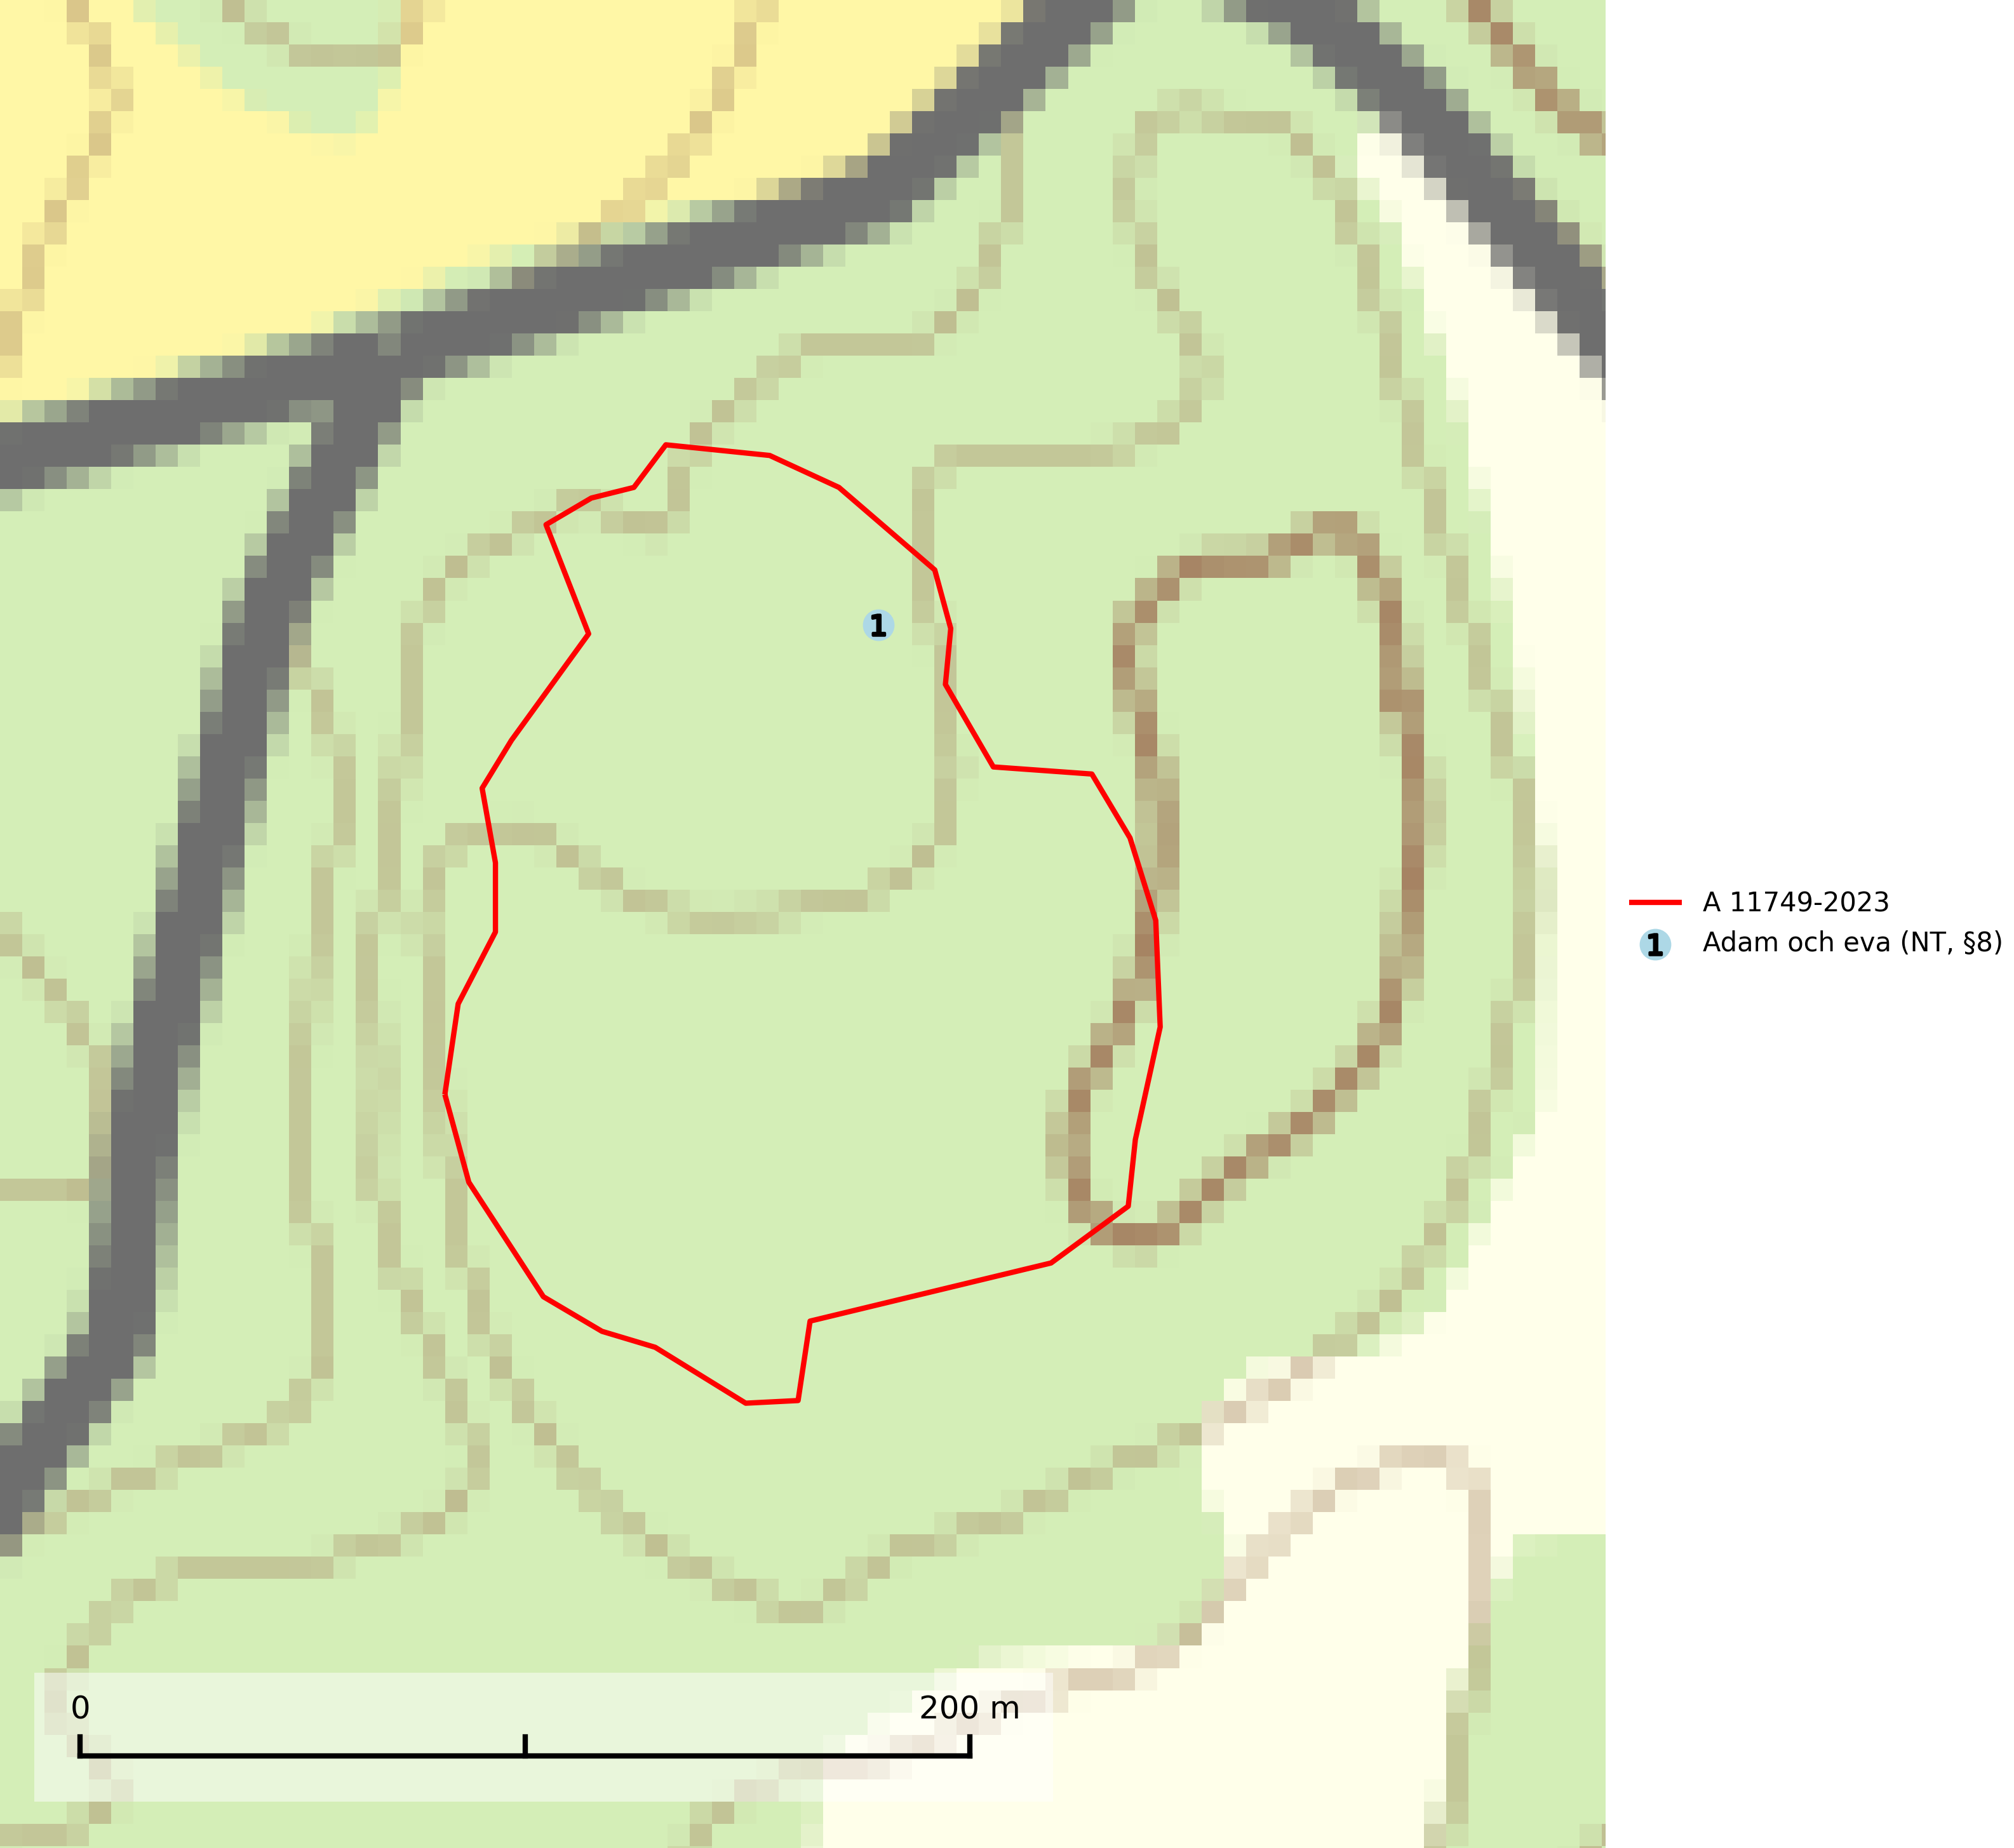 1
A 11749-2023
1 Adam och eva (NT, §8)
0 200 m